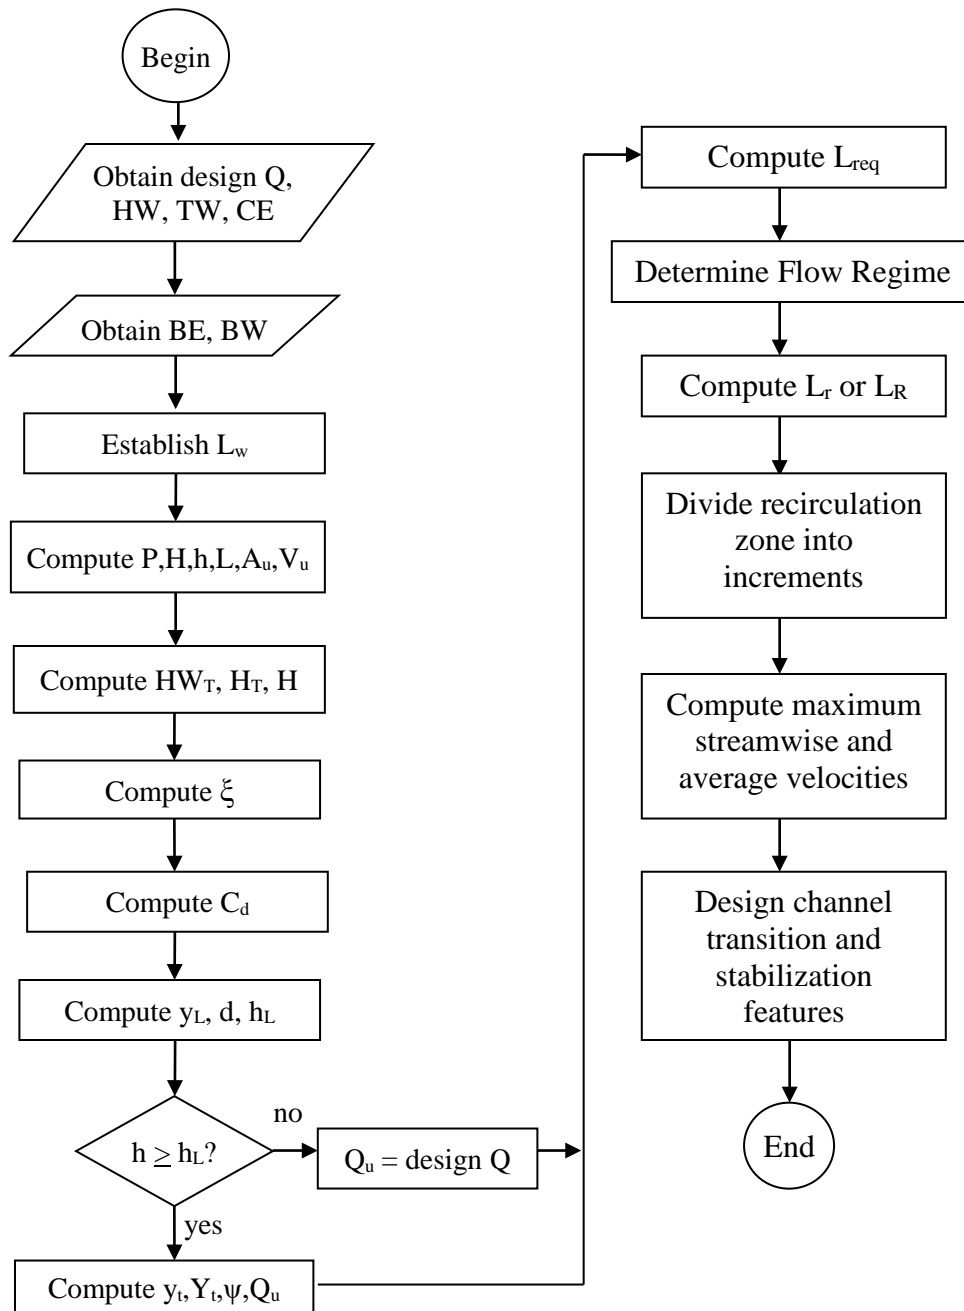 Begin
Obtain design Q,
HW, TW, CE
Obtain BE, BW
Establish Lw
Compute P,H,h,L,Au,Vu
Compute HWT, HT, H
Compute ξ
Compute Cd
Compute yL, d, hL
h ≥ hL?
no
Qu = design Q
yes
Compute yt,Yt,ψ,Qu
Compute Lreq
Determine Flow Regime
Compute Lr or LR
Divide recirculation
zone into
increments
Compute maximum
streamwise and
average velocities
Design channel
transition and
stabilization
features
End